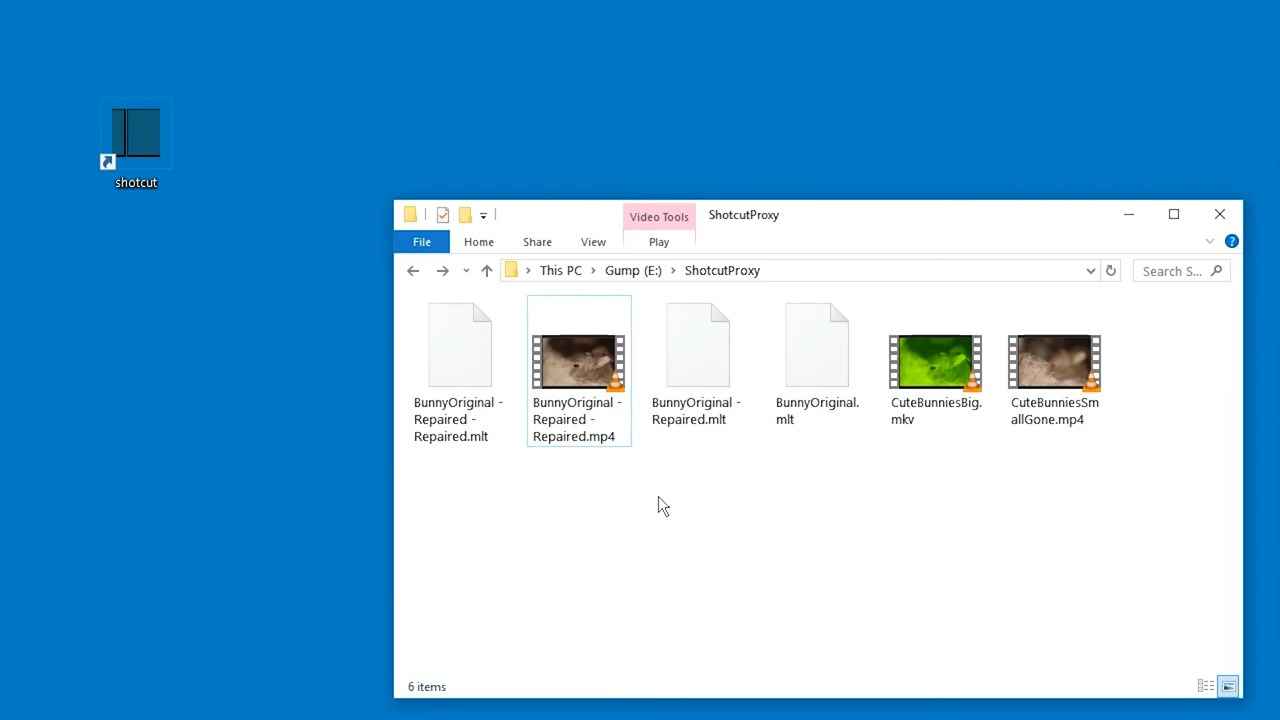 shotcut
Video Tools
ShotcutProxy
File
Home
Share
View
Play
This PC
Gump (E:)
ShotcutProxy
Search S...
BunnyOriginal -
Repaired -
Repaired.mlt
BunnyOriginal -
Repaired -
Repaired.mp4
BunnyOriginal -
Repaired.mlt
BunnyOriginal.
mlt
CuteBunniesBig.
mkv
CuteBunniesSm
allGone.mp4
6 items